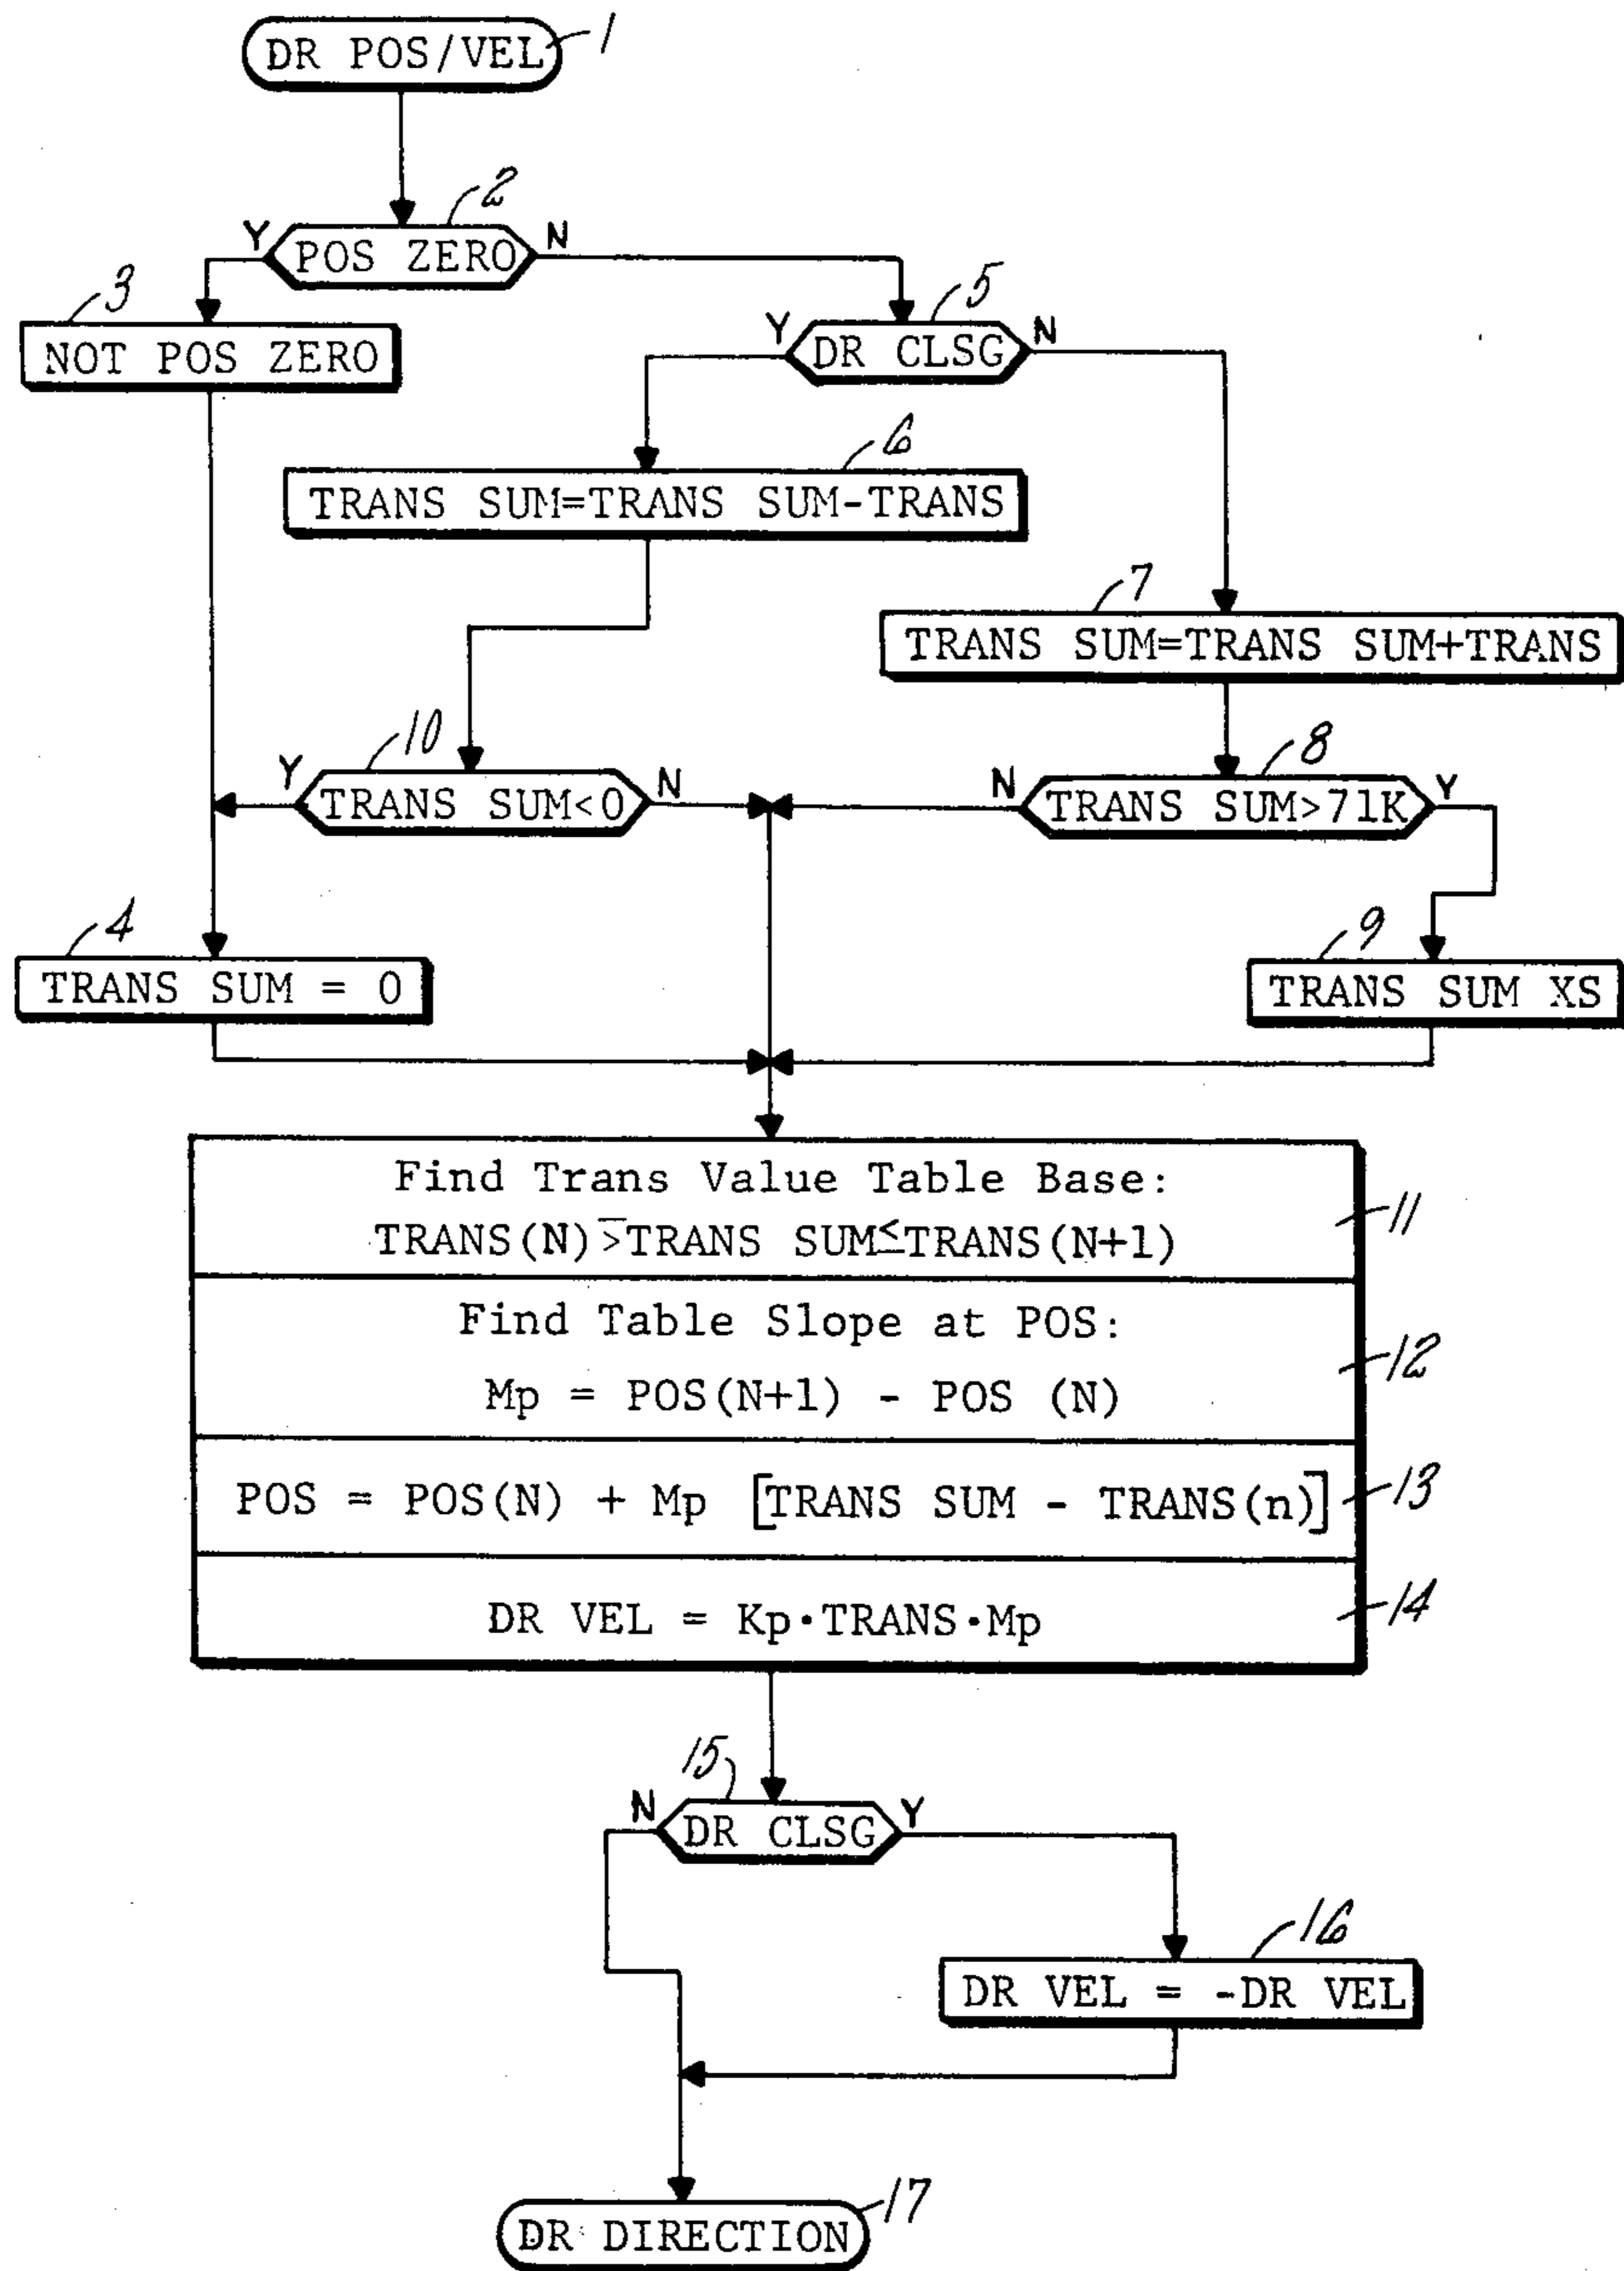 DR POS/VEL 1
2
Y POS ZERO N
3
NOT POS ZERO
5
Y DR CLSG N
6
TRANS SUM=TRANS SUM-TRANS
7
TRANS SUM=TRANS SUM+TRANS
10
Y TRANS SUM<0 N
8
N TRANS SUM>71K Y
4
TRANS SUM = 0
9
TRANS SUM XS
Find Trans Value Table Base:
TRANS(N)⋝TRANS SUM≤TRANS(N+1) 11
Find Table Slope at POS:
Mp = POS(N+1) - POS (N) 12
POS = POS(N) + Mp [TRANS SUM - TRANS(n)] 13
DR VEL = Kp·TRANS·Mp 14
15
N DR CLSG Y
16
DR VEL = -DR VEL
DR DIRECTION 17